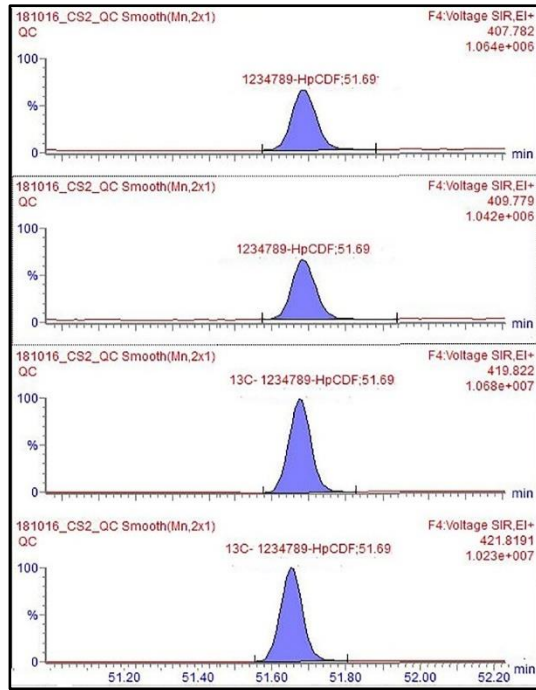 181016_CS2_QC Smooth(Mn,2x1)
QC
F4:Voltage SIR,EI+
407.782
1.064e+006
100
%
0
1234789-HpCDF;51.69
min
181016_CS2_QC Smooth(Mn,2x1)
QC
F4:Voltage SIR,EI+
409.779
1.042e+006
100
%
0
1234789-HpCDF;51.69
min
181016_CS2_QC Smooth(Mn,2x1)
QC
F4:Voltage SIR,EI+
419.822
1.068e+007
100
%
0
13C- 1234789-HpCDF;51.69
min
181016_CS2_QC Smooth(Mn,2x1)
QC
F4:Voltage SIR,EI+
421.8191
1.023e+007
100
%
0
13C- 1234789-HpCDF;51.69
min
51.20 51.40 51.60 51.80 52.00 52.20